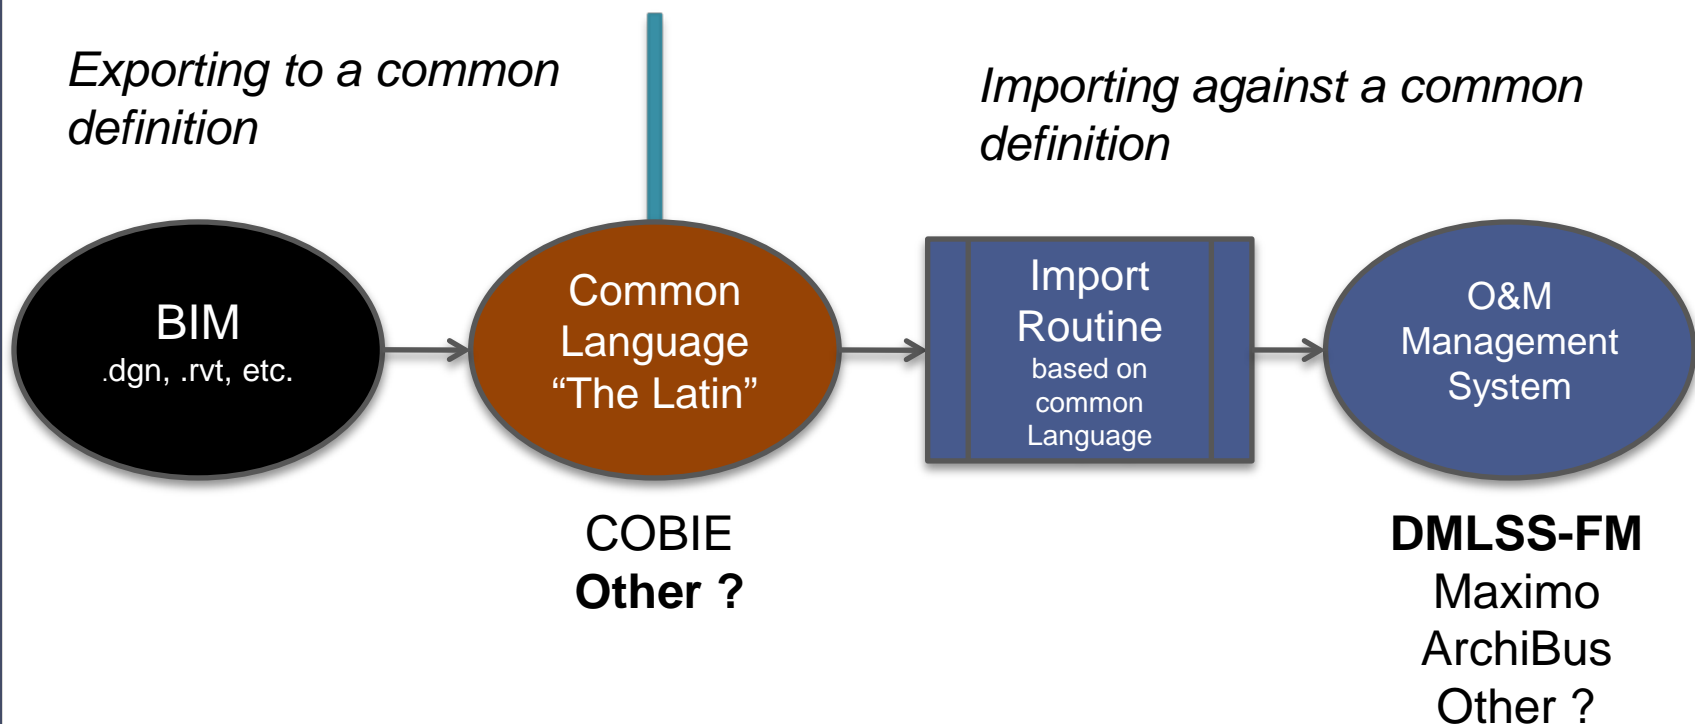 Exporting to a common
definition
Importing against a common
definition
BIM
.dgn, .rvt, etc.
Common
Language
“The Latin”
Import
Routine
based on
common
Language
O&M
Management
System
COBIE
Other ?
DMLSS-FM
Maximo
ArchiBus
Other ?